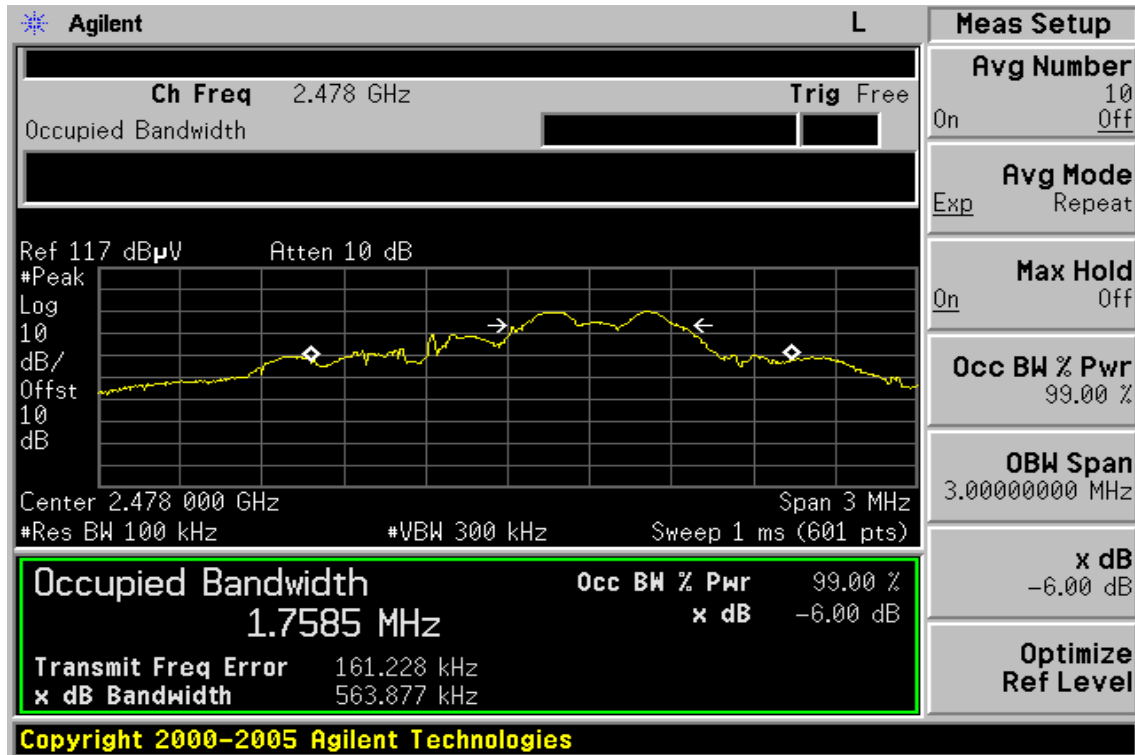 Agilent L Meas Setup
Ch Freq 2.478 GHz Trig Free
Occupied Bandwidth
Avg Number
10
On Off
Avg Mode
Exp Repeat
Max Hold
On Off
Occ BW % Pwr
99.00 %
OBW Span
3.00000000 MHz
x dB
-6.00 dB
Optimize
Ref Level
Ref 117 dBµV Atten 10 dB
#Peak
Log
10
dB/
Offst
10
dB
Center 2.478 000 GHz Span 3 MHz
#Res BW 100 kHz #VBW 300 kHz Sweep 1 ms (601 pts)
Occupied Bandwidth Occ BW % Pwr 99.00 %
1.7585 MHz x dB -6.00 dB
Transmit Freq Error 161.228 kHz
x dB Bandwidth 563.877 kHz
Copyright 2000-2005 Agilent Technologies